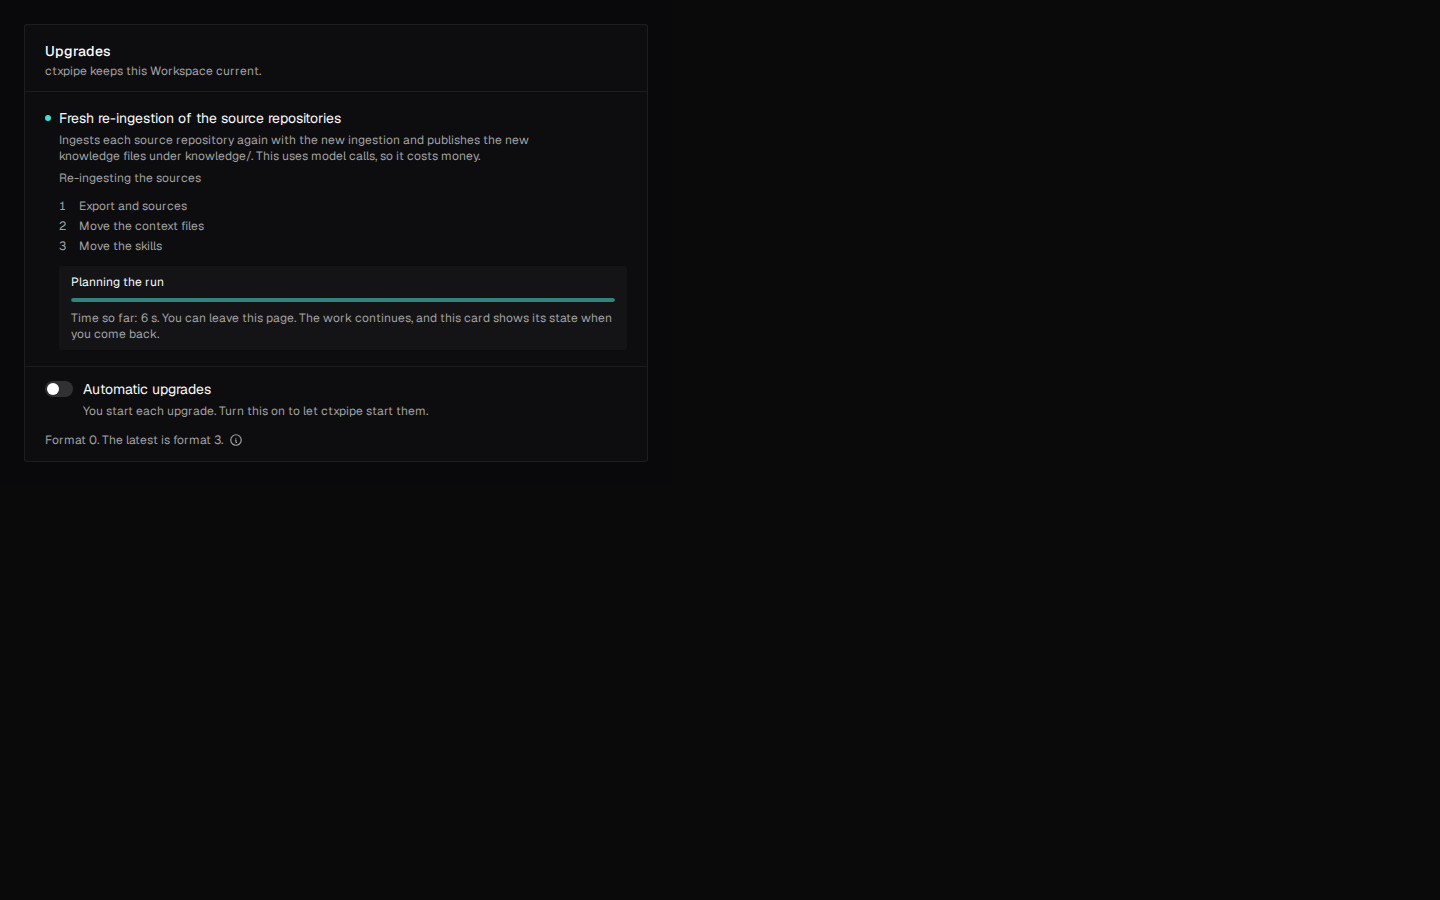 Upgrades
ctxpipe keeps this Workspace current.
Fresh re-ingestion of the source repositories
Ingests each source repository again with the new ingestion and publishes the new
knowledge files under knowledge/. This uses model calls, so it costs money.
Re-ingesting the sources
1 Export and sources
2 Move the context files
3 Move the skills
Planning the run
Time so far: 6 s. You can leave this page. The work continues, and this card shows its state when
you come back.
Automatic upgrades
You start each upgrade. Turn this on to let ctxpipe start them.
Format 0. The latest is format 3.